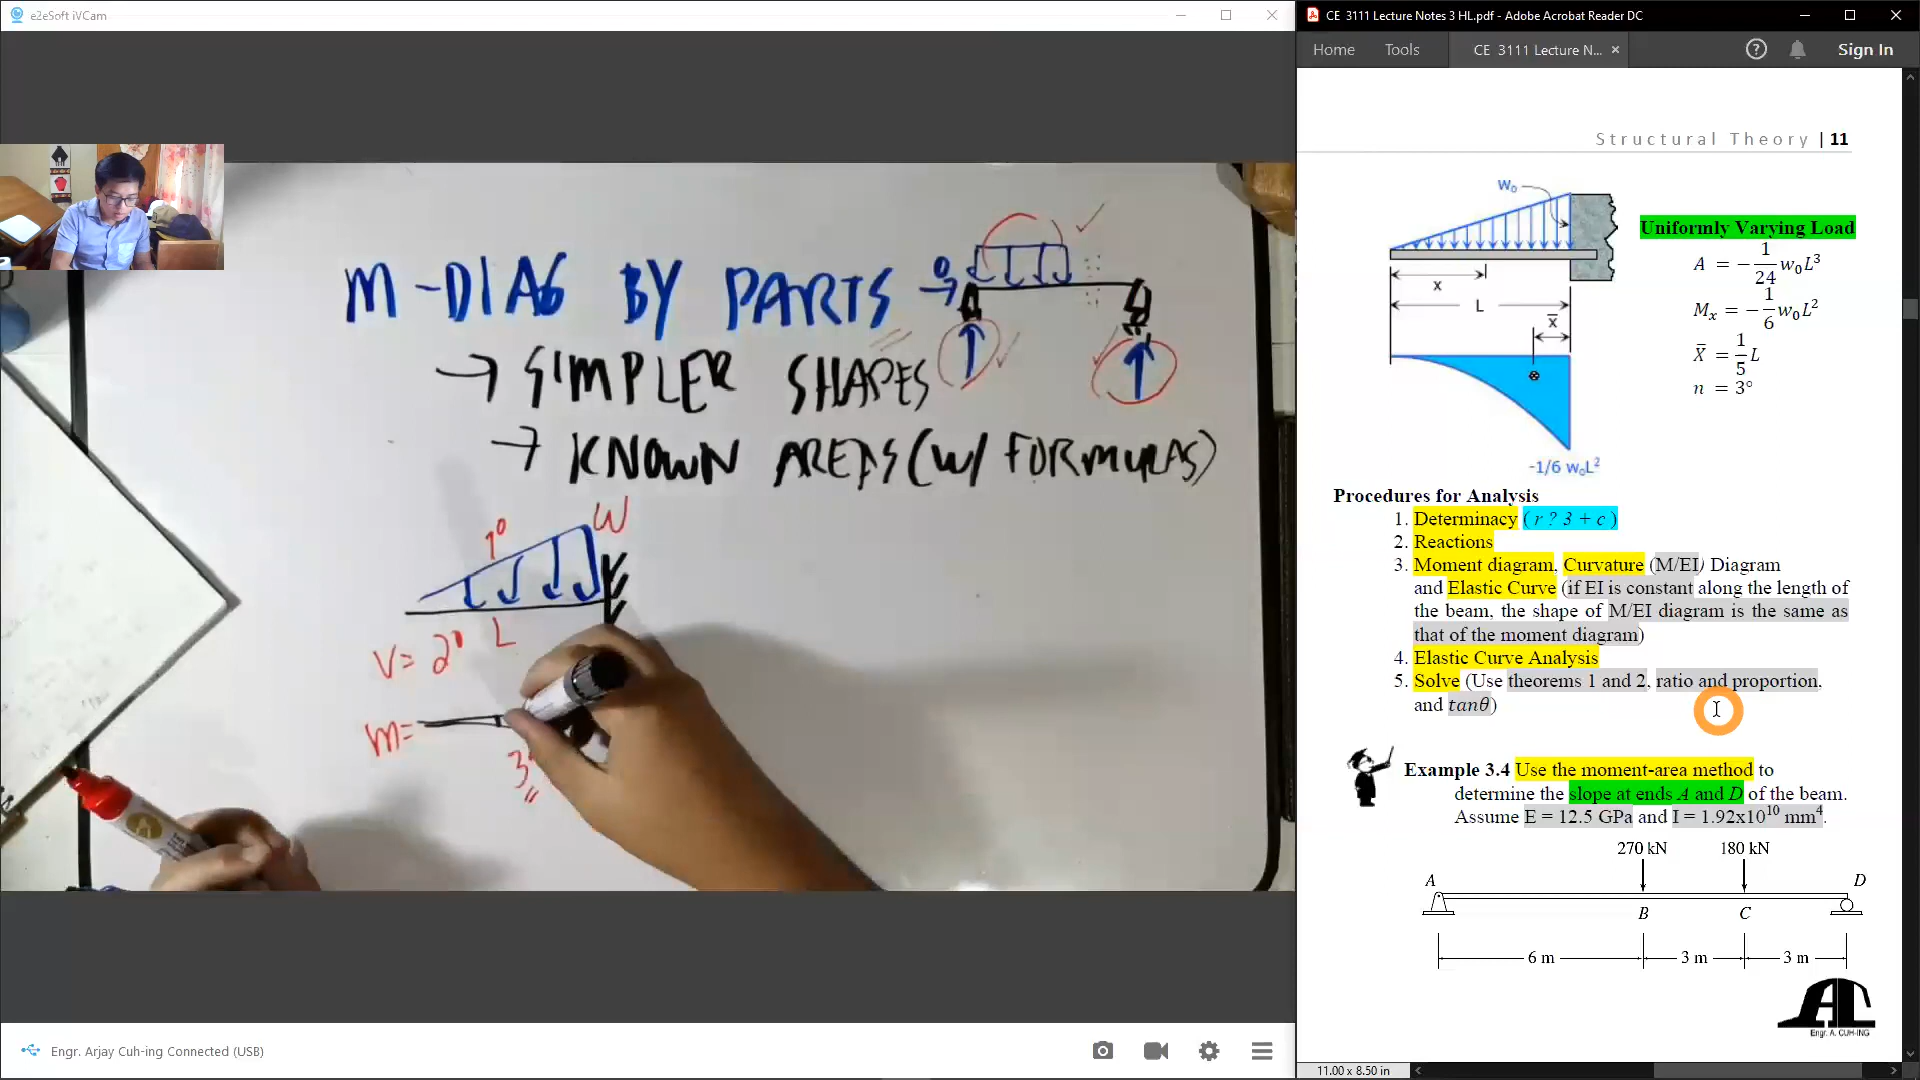 e2eSoft iVCam
M-DIAG BY PARTS
0
→ SIMPLER SHAPES
→ KNOWN AREAS (W/ FORMULAS)
1°
W
L
V= 2°
M=
3°
Engr. Arjay Cuh-ing Connected (USB)
CE 3111 Lecture Notes 3 HL.pdf - Adobe Acrobat Reader DC
Home Tools CE 3111 Lecture N... × ? Sign In
Structural Theory | 11
W₀
x
L
x̅
-1/6 w₀L²
Uniformly Varying Load
A = −1/24 w₀L³
Mₓ = −1/6 w₀L²
X̅ = 1/5 L
n = 3°
Procedures for Analysis
1. Determinacy ( r ? 3 + c )
2. Reactions
3. Moment diagram, Curvature (M/EI) Diagram
and Elastic Curve (if EI is constant along the length of
the beam, the shape of M/EI diagram is the same as
that of the moment diagram)
4. Elastic Curve Analysis
5. Solve (Use theorems 1 and 2, ratio and proportion,
and tanθ)
Example 3.4 Use the moment-area method to
determine the slope at ends A and D of the beam.
Assume E = 12.5 GPa and I = 1.92x10¹⁰ mm⁴.
270 kN 180 kN
A D
B C
6 m 3 m 3 m
Engr. A. CUH-ING
11.00 x 8.50 in